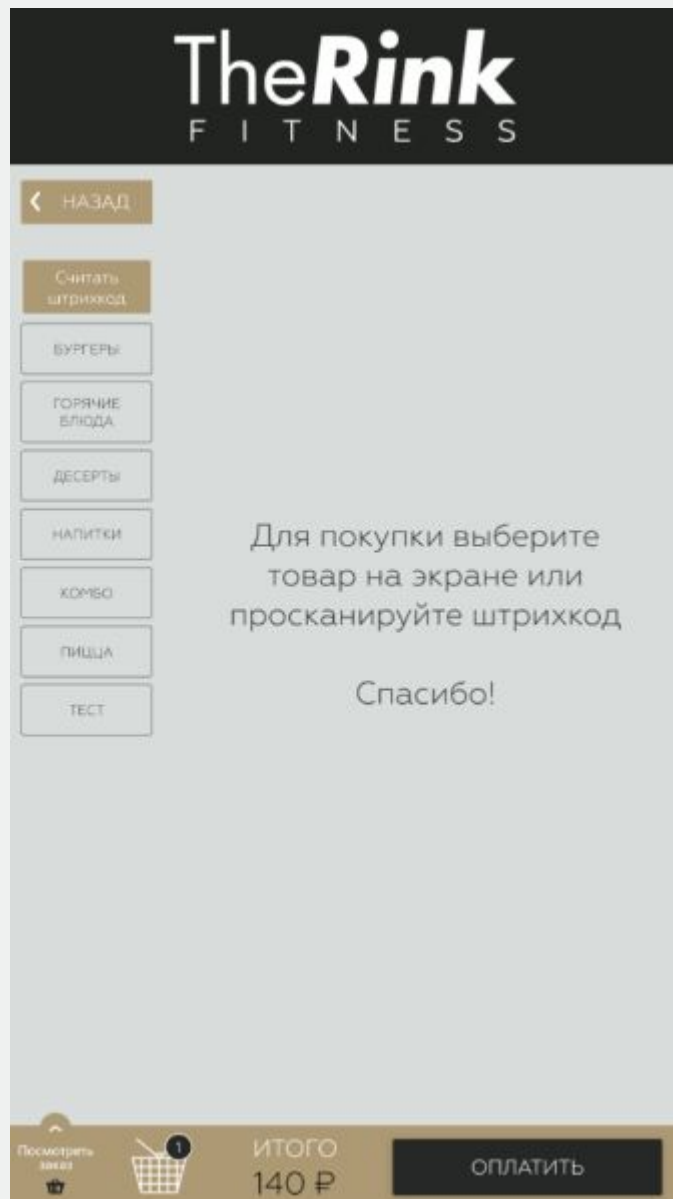 TheRink
FITNESS
НАЗАД
Считать
штрихкод
БУРГЕРЫ
ГОРЯЧИЕ
БЛЮДА
ДЕСЕРТЫ
НАПИТКИ
КОМБО
ПИЦЦА
ТЕСТ
Для покупки выберите
товар на экране или
просканируйте штрихкод
Спасибо!
Посмотреть
заказ
1
ИТОГО
140 ₽
ОПЛАТИТЬ